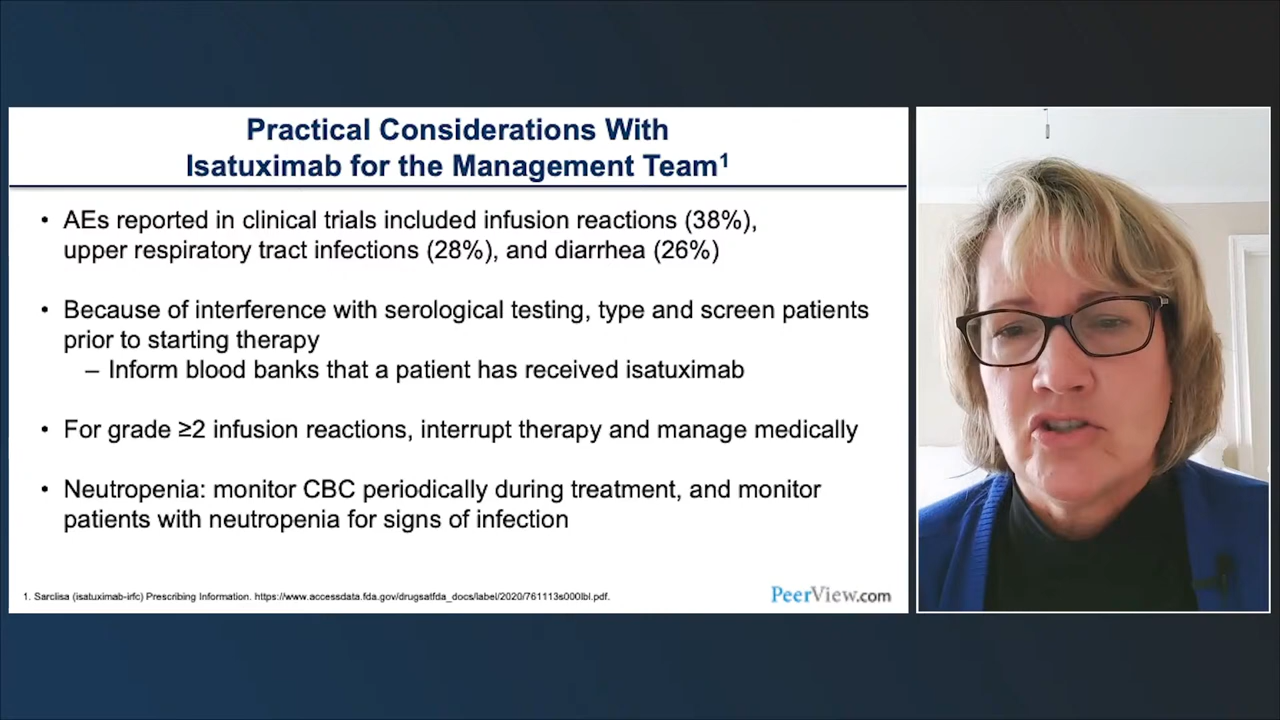 Practical Considerations With
Isatuximab for the Management Team1
• AEs reported in clinical trials included infusion reactions (38%),
upper respiratory tract infections (28%), and diarrhea (26%)
• Because of interference with serological testing, type and screen patients
prior to starting therapy
– Inform blood banks that a patient has received isatuximab
• For grade ≥2 infusion reactions, interrupt therapy and manage medically
• Neutropenia: monitor CBC periodically during treatment, and monitor
patients with neutropenia for signs of infection
1. Sarclisa (isatuximab-irfc) Prescribing Information. https://www.accessdata.fda.gov/drugsatfda_docs/label/2020/761113s000lbl.pdf.
PeerView.com